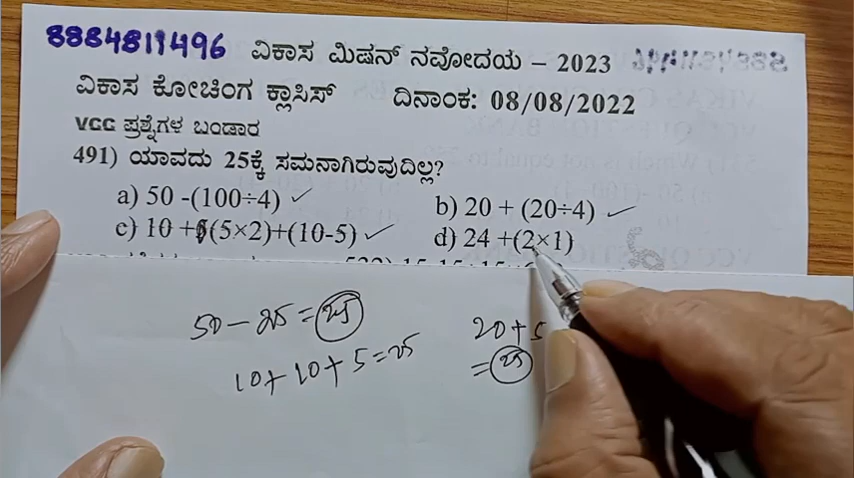 8884811496 ವಿಕಾಸ ಮಿಷನ್ ನವೋದಯ – 2023
ವಿಕಾಸ ಕೋಚಿಂಗ ಕ್ಲಾಸಿಸ್ ದಿನಾಂಕ: 08/08/2022
VCC ಪ್ರಶ್ನೆಗಳ ಬಂಡಾರ
491) ಯಾವದು 25ಕ್ಕೆ ಸಮನಾಗಿರುವುದಿಲ್ಲ?
a) 50 -(100÷4) ✓ b) 20 + (20÷4) ✓
c) 10 +(5×2)+(10-5) ✓ d) 24 +(2×1)
50 - 25 = 25 20 + 5
10 + 10 + 5 = 25 = 25